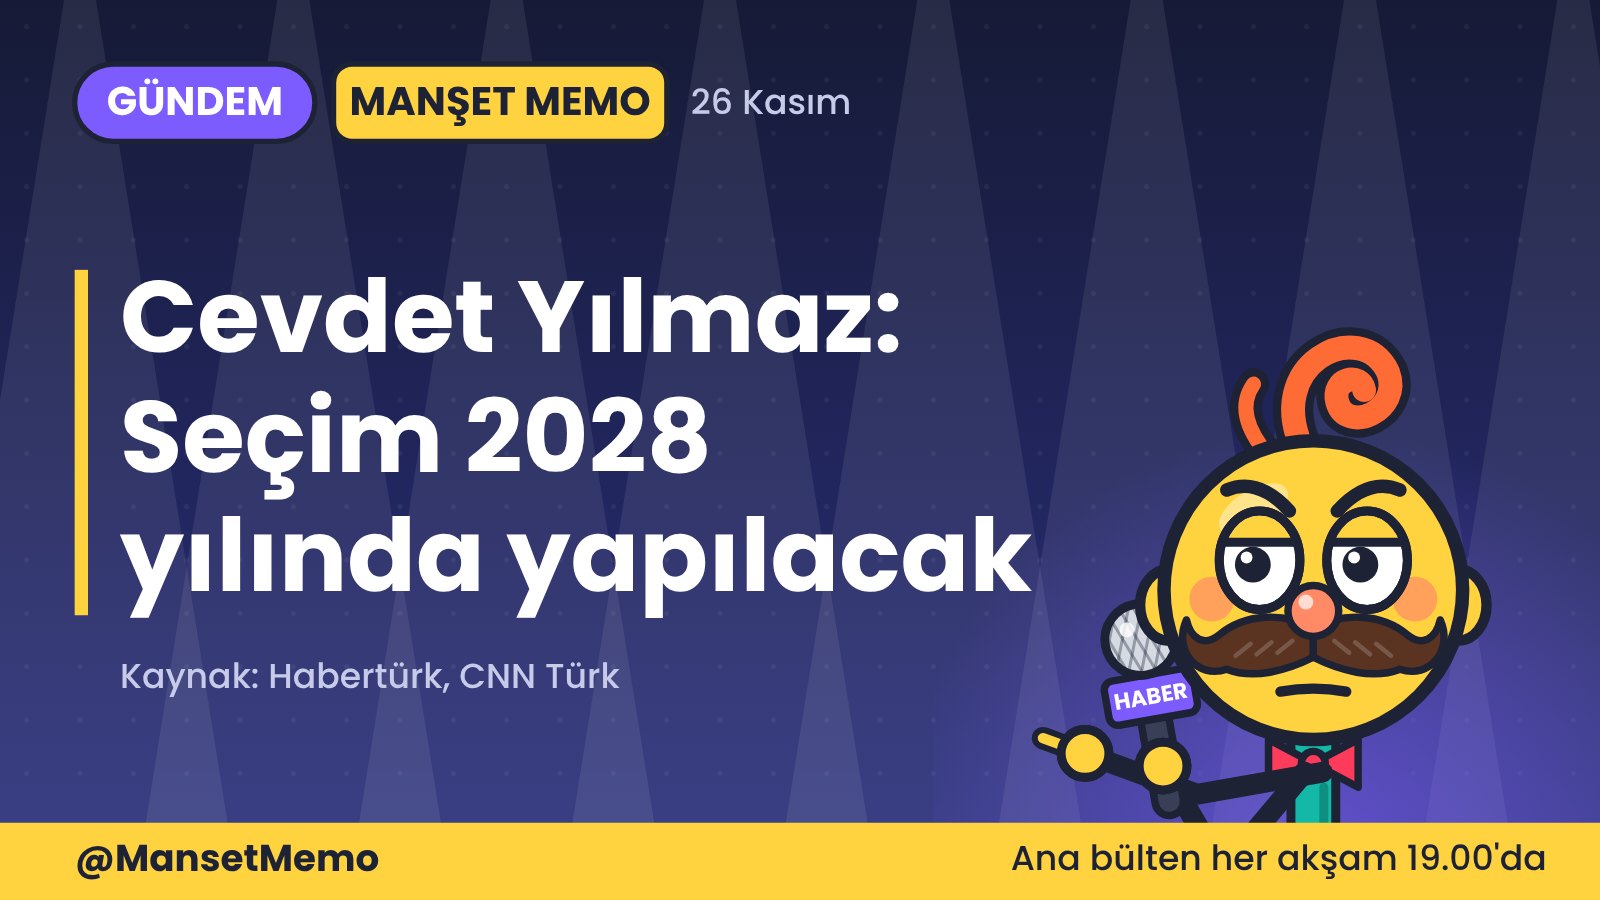 GÜNDEM MANŞET MEMO 26 Kasım
Cevdet Yılmaz:
Seçim 2028
yılında yapılacak
Kaynak: Habertürk, CNN Türk
HABER
@MansetMemo Ana bülten her akşam 19.00'da